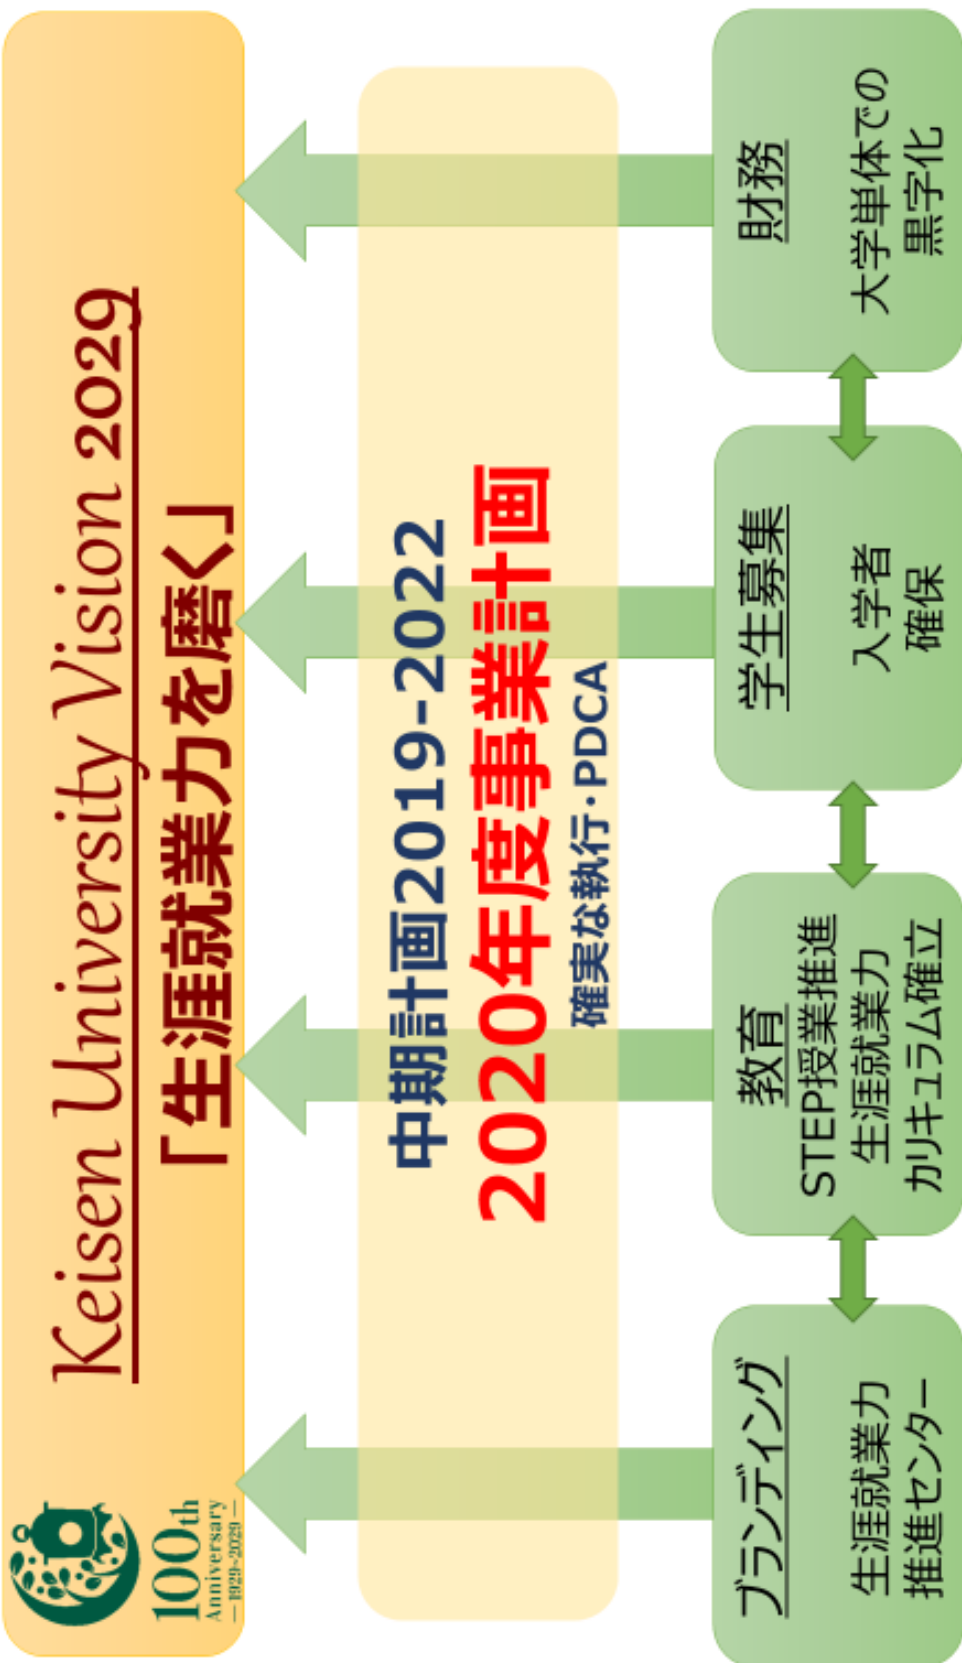 Keisen University Vision 2029
「生涯就業力を磨く」
100th
Anniversary
— 1929~2029 —
中期計画2019-2022
2020年度事業計画
確実な執行・PDCA
ブランディング
生涯就業力
推進センター
教育
STEP授業推進
生涯就業力
カリキュラム確立
学生募集
入学者
確保
財務
大学単体での
黒字化